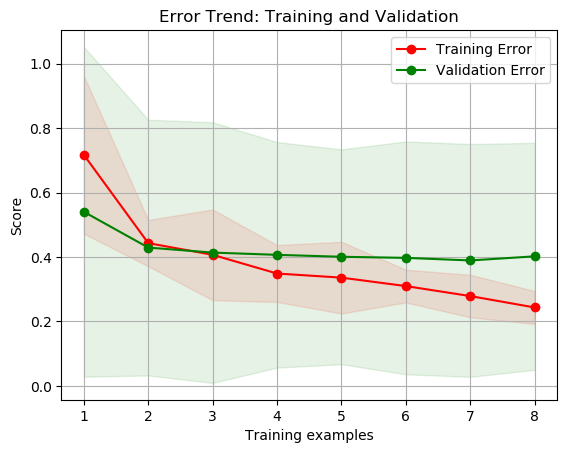 Error Trend: Training and Validation
Training Error
Validation Error
Score
1.0
0.8
0.6
0.4
0.2
0.0
1 2 3 4 5 6 7 8
Training examples